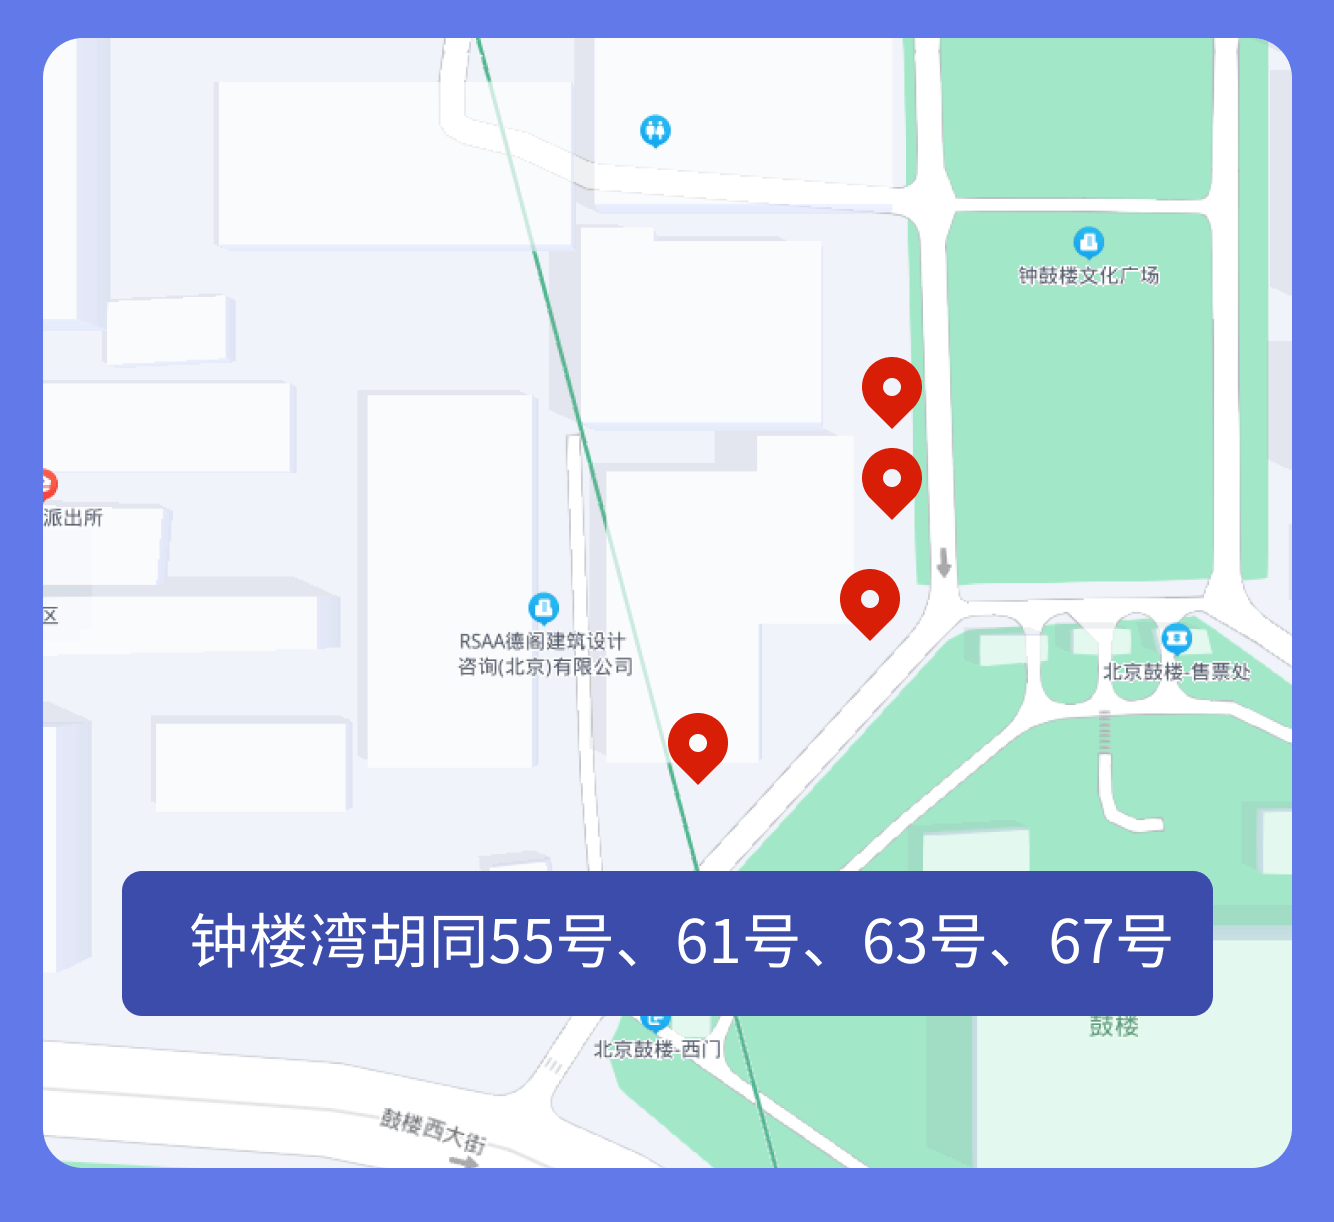 钟鼓楼文化广场
派出所
区
RSAA德阁建筑设计
咨询(北京)有限公司
北京鼓楼-售票处
钟楼湾胡同55号、61号、63号、67号
鼓楼
北京鼓楼-西门
鼓楼西大街